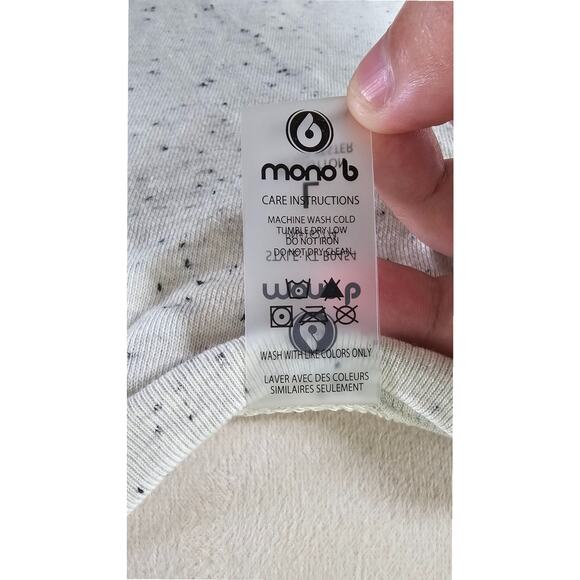 mono b
L
CARE INSTRUCTIONS
MACHINE WASH COLD
TUMBLE DRY LOW
DO NOT IRON
DO NOT DRY CLEAN
WASH WITH LIKE COLORS ONLY
LAVER AVEC DES COULEURS
SIMILAIRES SEULEMENT